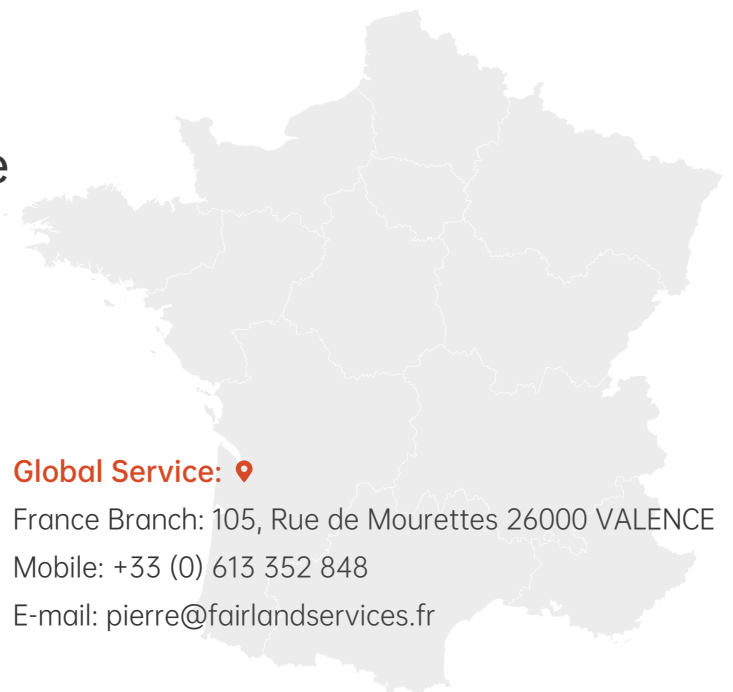 e
Global Service:
France Branch: 105, Rue de Mourettes 26000 VALENCE
Mobile: +33 (0) 613 352 848
E-mail: pierre@fairlandservices.fr